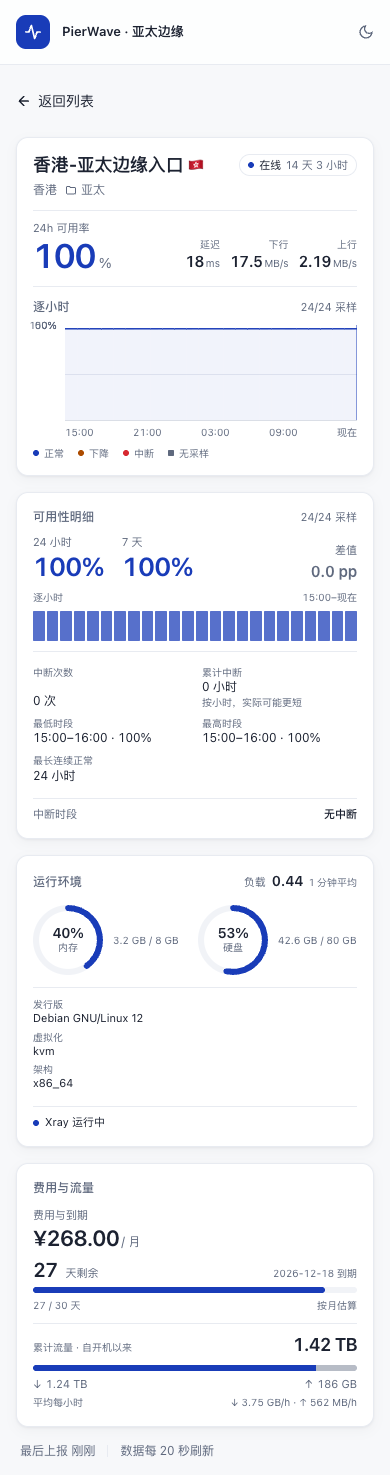 PierWave · 亚太边缘
返回列表
香港-亚太边缘入口
在线 14 天 3 小时
香港 亚太
24h 可用率
100 %
延迟 下行 上行
18 ms 17.5 MB/s 2.19 MB/s
逐小时 24/24 采样
15:00 21:00 03:00 09:00 现在
正常 下降 中断 无采样
可用性明细 24/24 采样
24 小时 7 天 差值
100% 100% 0.0 pp
逐小时 15:00–现在
中断次数 累计中断
0 次 0 小时
按小时，实际可能更短
最低时段 最高时段
15:00–16:00 · 100% 15:00–16:00 · 100%
最长连续正常
24 小时
中断时段 无中断
运行环境 负载 0.44 1 分钟平均
40% 内存 3.2 GB / 8 GB 53% 硬盘 42.6 GB / 80 GB
发行版
Debian GNU/Linux 12
虚拟化
kvm
架构
x86_64
Xray 运行中
费用与流量
费用与到期
¥268.00 / 月
27 天剩余 2026-12-18 到期
27 / 30 天 按月估算
累计流量 · 自开机以来 1.42 TB
↓ 1.24 TB ↑ 186 GB
平均每小时 ↓ 3.75 GB/h · ↑ 562 MB/h
最后上报 刚刚 数据每 20 秒刷新